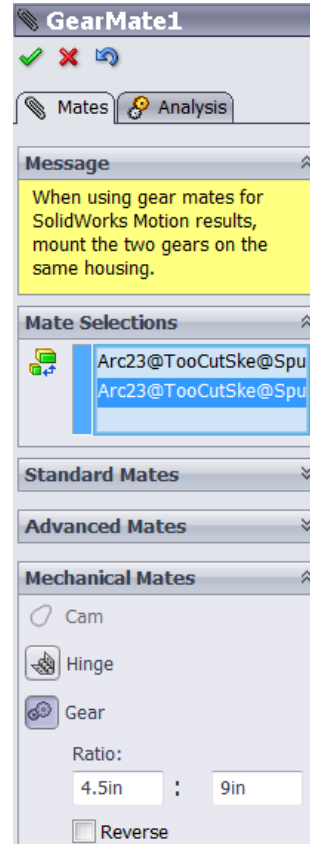 GearMate1
Mates Analysis
Message
When using gear mates for
SolidWorks Motion results,
mount the two gears on the
same housing.
Mate Selections
Arc23@TooCutSke@Spu
Arc23@TooCutSke@Spu
Standard Mates
Advanced Mates
Mechanical Mates
Cam
Hinge
Gear
Ratio:
4.5in : 9in
Reverse